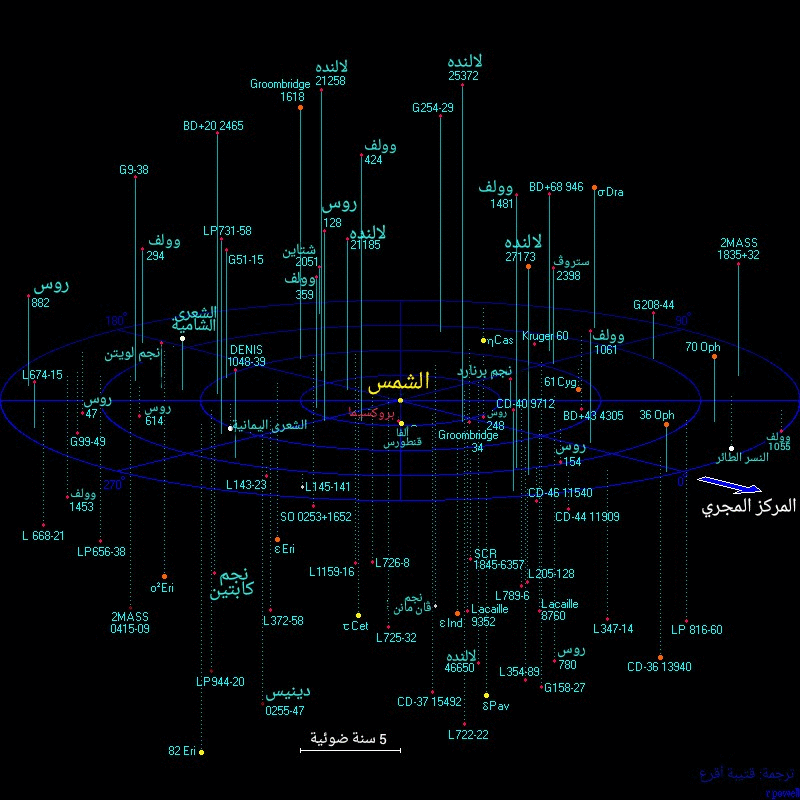 لالنده
25372
لالنده
21258
Groombridge
1618
G254-29
BD+20 2465
وولف
424
G9-38
وولف
1481
BD+68 946
σDra
روس
128
LP731-58
وولف
294
لالنده
21185
G51-15
شتاين
2051
وولف
359
لالنده
27173
ستروڤ
2398
2MASS
1835+32
روس
882
G208-44
الشعرى
الشامية
180°
90°
نجم لويتن
ηCas
Kruger 60
وولف
1061
70 Oph
DENIS
1048-39
L674-15
الشمس
نجم برنارد
61 Cyg
روس
47
روس
614
بروكسيما
CD-40 9712
روس
248
BD+43 4305
36 Oph
G99-49
الشعرى اليمانية
ألفا
قنطورس
Groombridge
34
وولف
1055
النسر الطائر
روس
154
270°
0°
L143-23
L145-141
وولف
1453
SO 0253+1652
CD-46 11540
CD-44 11909
المركز المجري
L 668-21
LP656-38
εEri
L1159-16
L726-8
SCR
1845-6357
L205-128
نجم
كابتين
o²Eri
L789-6
2MASS
0415-09
L372-58
τCet
L725-32
نجم
ڤان مانن
εInd
Lacaille
9352
Lacaille
8760
L347-14
LP 816-60
لالنده
46650
روس
780
CD-36 13940
LP944-20
L354-89
G158-27
دينيس
0255-47
CD-37 15492
δPav
L722-22
82 Eri
5 سنة ضوئية
ترجمة: قتيبة أقرع
r powell